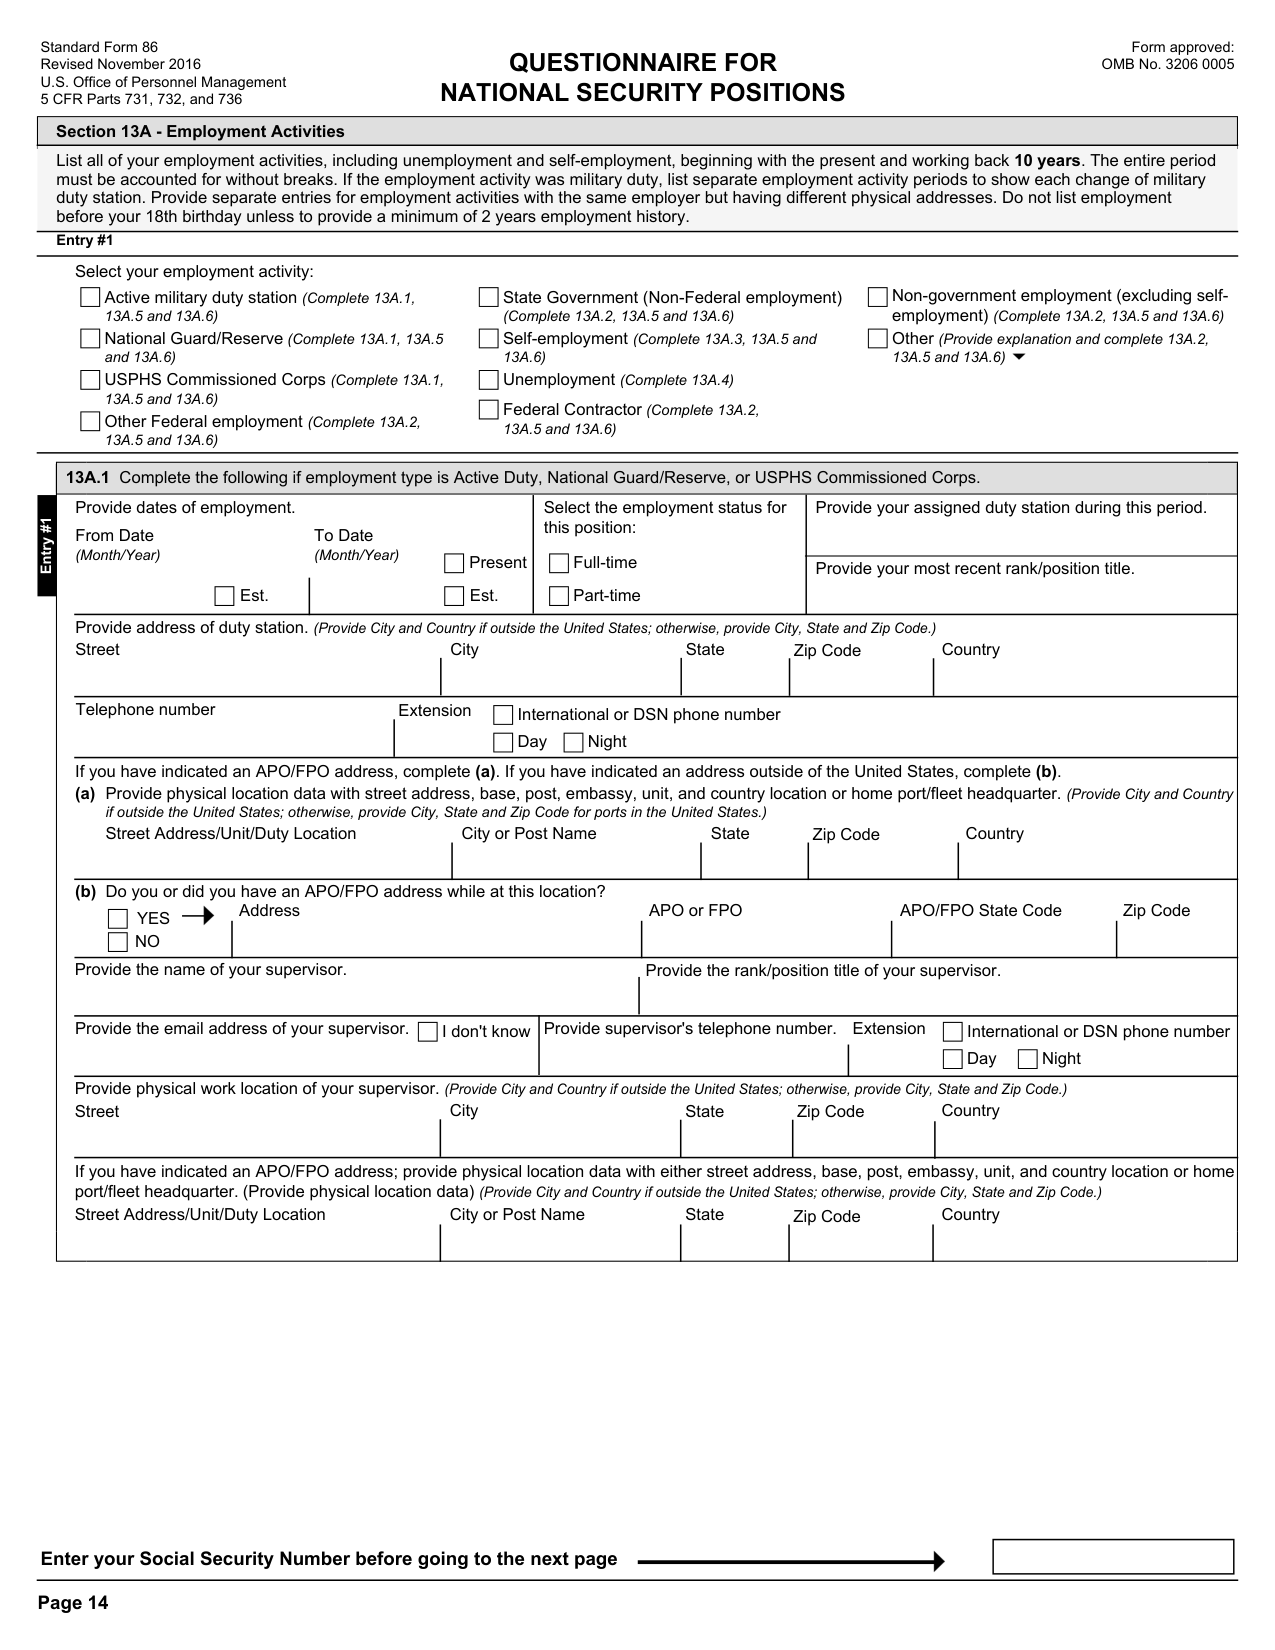 Standard Form 86
Revised November 2016
U.S. Office of Personnel Management
5 CFR Parts 731, 732, and 736
QUESTIONNAIRE FOR
NATIONAL SECURITY POSITIONS
Form approved:
OMB No. 3206 0005
Section 13A - Employment Activities
List all of your employment activities, including unemployment and self-employment, beginning with the present and working back 10 years. The entire period
must be accounted for without breaks. If the employment activity was military duty, list separate employment activity periods to show each change of military
duty station. Provide separate entries for employment activities with the same employer but having different physical addresses. Do not list employment
before your 18th birthday unless to provide a minimum of 2 years employment history.
Entry #1
Select your employment activity:
Active military duty station (Complete 13A.1,
13A.5 and 13A.6)
National Guard/Reserve (Complete 13A.1, 13A.5
and 13A.6)
USPHS Commissioned Corps (Complete 13A.1,
13A.5 and 13A.6)
Other Federal employment (Complete 13A.2,
13A.5 and 13A.6)
State Government (Non-Federal employment)
(Complete 13A.2, 13A.5 and 13A.6)
Self-employment (Complete 13A.3, 13A.5 and
13A.6)
Unemployment (Complete 13A.4)
Federal Contractor (Complete 13A.2,
13A.5 and 13A.6)
Non-government employment (excluding self-
employment) (Complete 13A.2, 13A.5 and 13A.6)
Other (Provide explanation and complete 13A.2,
13A.5 and 13A.6)
13A.1 Complete the following if employment type is Active Duty, National Guard/Reserve, or USPHS Commissioned Corps.
Entry #1
Provide dates of employment.
From Date
(Month/Year)
Est.
To Date
(Month/Year)
Present
Est.
Select the employment status for
this position:
Full-time
Part-time
Provide your assigned duty station during this period.
Provide your most recent rank/position title.
Provide address of duty station. (Provide City and Country if outside the United States; otherwise, provide City, State and Zip Code.)
Street City State Zip Code Country
Telephone number Extension International or DSN phone number
Day Night
If you have indicated an APO/FPO address, complete (a). If you have indicated an address outside of the United States, complete (b).
(a) Provide physical location data with street address, base, post, embassy, unit, and country location or home port/fleet headquarter. (Provide City and Country
if outside the United States; otherwise, provide City, State and Zip Code for ports in the United States.)
Street Address/Unit/Duty Location City or Post Name State Zip Code Country
(b) Do you or did you have an APO/FPO address while at this location?
YES Address APO or FPO APO/FPO State Code Zip Code
NO
Provide the name of your supervisor. Provide the rank/position title of your supervisor.
Provide the email address of your supervisor. I don't know Provide supervisor's telephone number. Extension International or DSN phone number
Day Night
Provide physical work location of your supervisor. (Provide City and Country if outside the United States; otherwise, provide City, State and Zip Code.)
Street City State Zip Code Country
If you have indicated an APO/FPO address; provide physical location data with either street address, base, post, embassy, unit, and country location or home
port/fleet headquarter. (Provide physical location data) (Provide City and Country if outside the United States; otherwise, provide City, State and Zip Code.)
Street Address/Unit/Duty Location City or Post Name State Zip Code Country
Enter your Social Security Number before going to the next page
Page 14